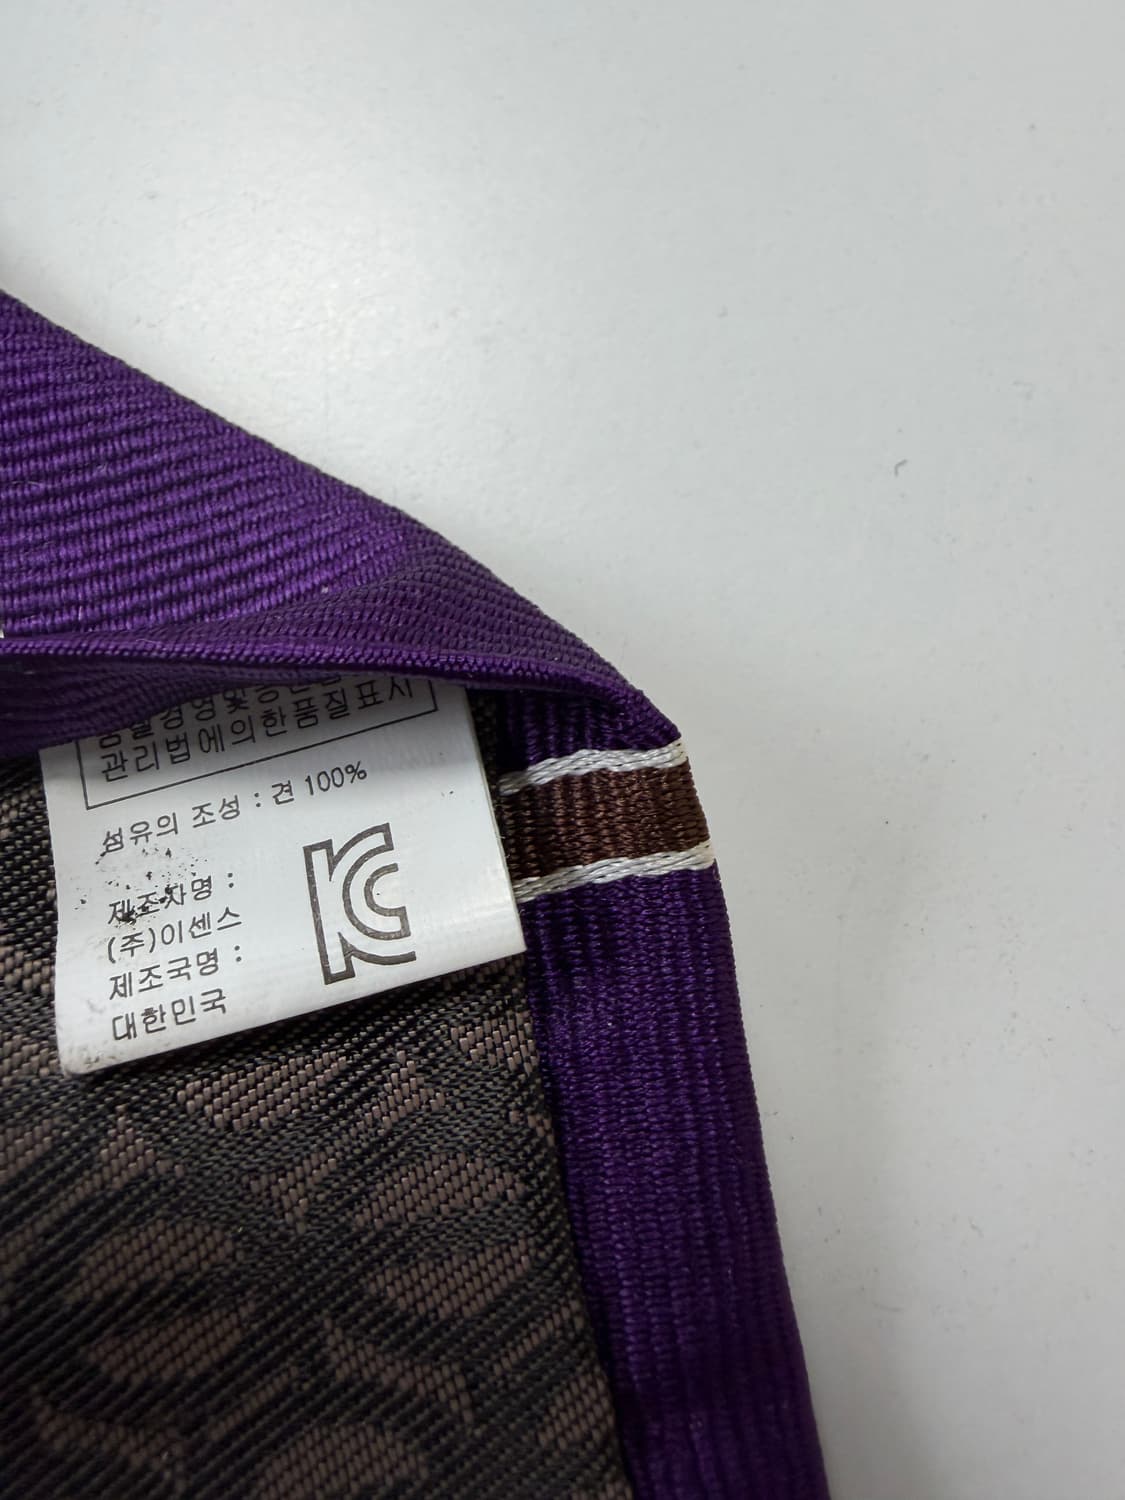 관리법에의한품질표시
섬유의 조성 : 견 100%
제조자명 :
(주)이센스
제조국명 :
대한민국
KC